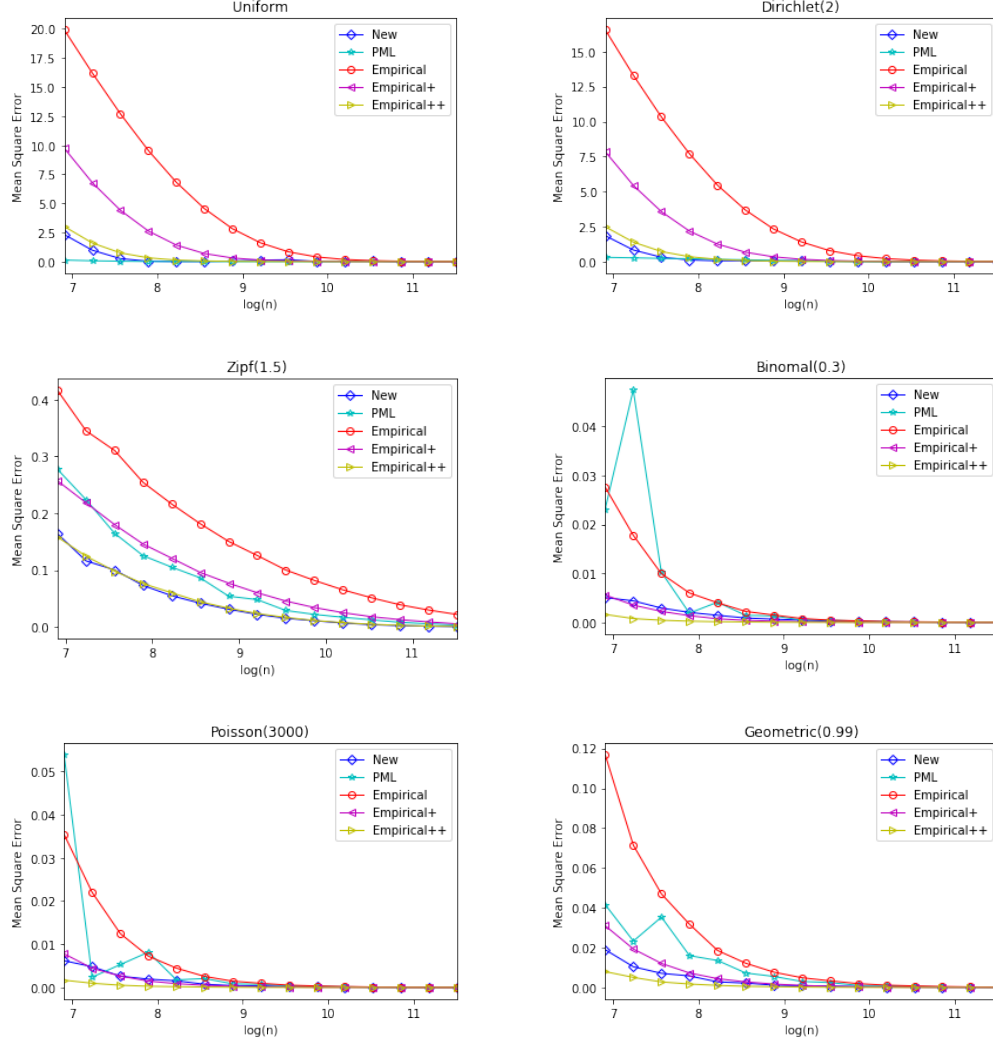 Uniform
Mean Square Error
20.0
17.5
15.0
12.5
10.0
7.5
5.0
2.5
0.0
7 8 9 10 11
log(n)
New
PML
Empirical
Empirical+
Empirical++
Dirichlet(2)
Mean Square Error
15.0
12.5
10.0
7.5
5.0
2.5
0.0
7 8 9 10 11
log(n)
New
PML
Empirical
Empirical+
Empirical++
Zipf(1.5)
Mean Square Error
0.4
0.3
0.2
0.1
0.0
7 8 9 10 11
log(n)
New
PML
Empirical
Empirical+
Empirical++
Binomal(0.3)
Mean Square Error
0.04
0.03
0.02
0.01
0.00
7 8 9 10 11
log(n)
New
PML
Empirical
Empirical+
Empirical++
Poisson(3000)
Mean Square Error
0.05
0.04
0.03
0.02
0.01
0.00
7 8 9 10 11
log(n)
New
PML
Empirical
Empirical+
Empirical++
Geometric(0.99)
Mean Square Error
0.12
0.10
0.08
0.06
0.04
0.02
0.00
7 8 9 10 11
log(n)
New
PML
Empirical
Empirical+
Empirical++